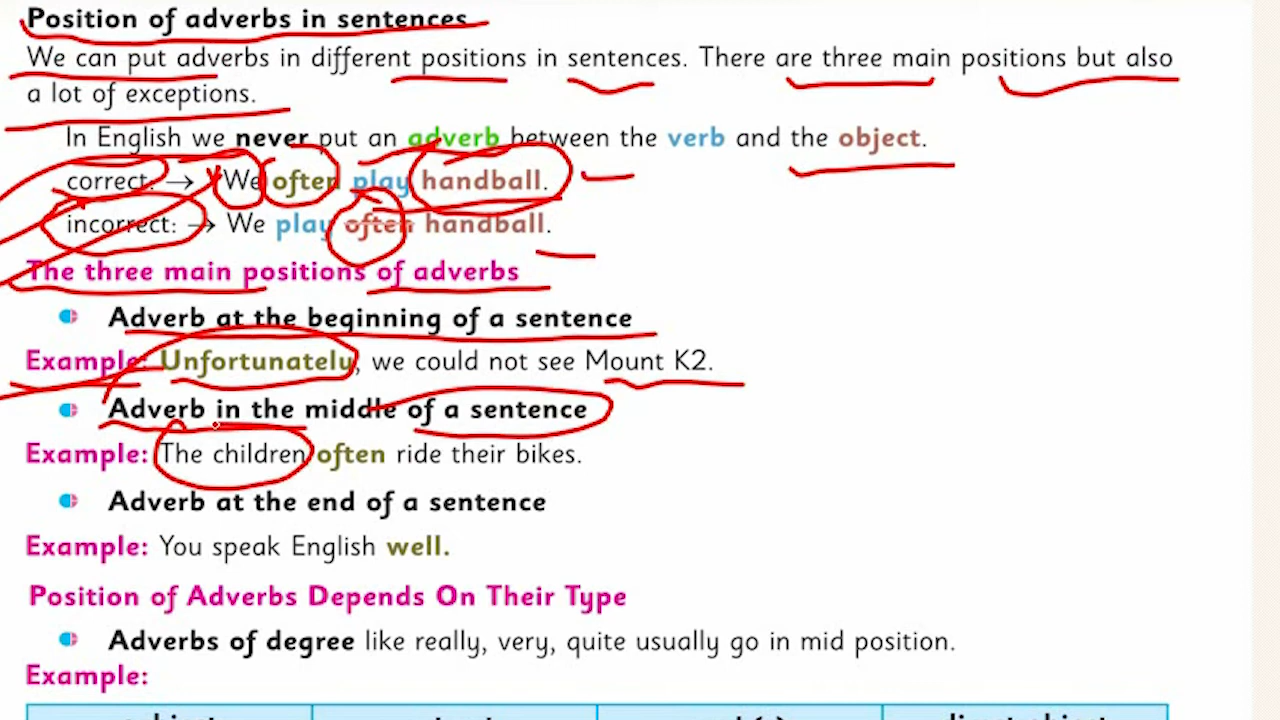 Position of adverbs in sentences
We can put adverbs in different positions in sentences. There are three main positions but also
a lot of exceptions.
In English we never put an adverb between the verb and the object.
correct: → We often play handball.
incorrect: → We play often handball.
The three main positions of adverbs
Adverb at the beginning of a sentence
Example: Unfortunately, we could not see Mount K2.
Adverb in the middle of a sentence
Example: The children often ride their bikes.
Adverb at the end of a sentence
Example: You speak English well.
Position of Adverbs Depends On Their Type
Adverbs of degree like really, very, quite usually go in mid position.
Example: